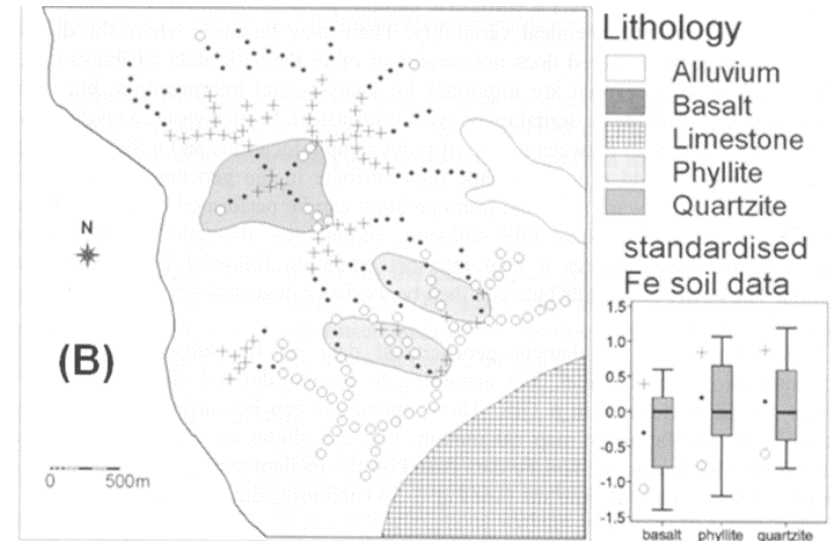 Lithology
Alluvium
Basalt
Limestone
Phyllite
Quartzite
N
(B)
0 500m
standardised
Fe soil data
1.5
1.0
0.5
0.0
-0.5
-1.0
-1.5
basalt phyllite quartzite